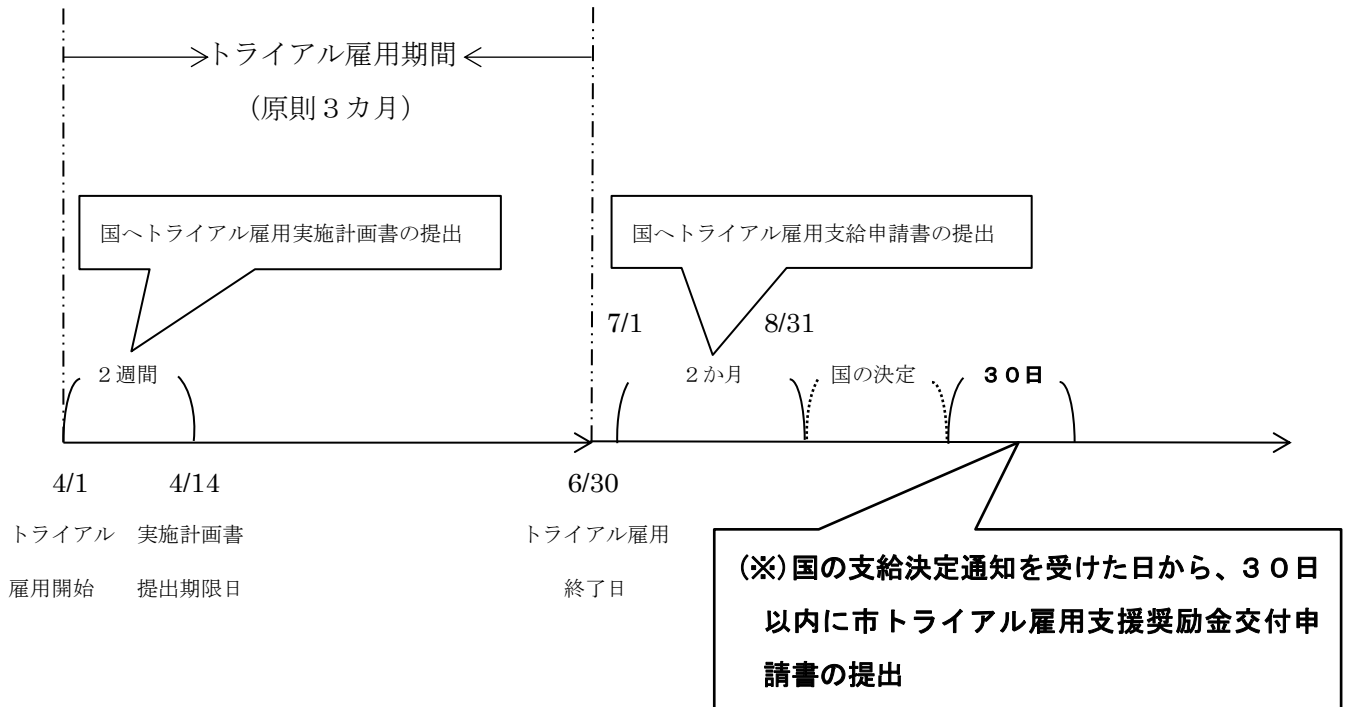 トライアル雇用期間
(原則３カ月)
国へトライアル雇用実施計画書の提出
国へトライアル雇用支給申請書の提出
7/1
8/31
２週間
２か月
国の決定
３０日
4/1
4/14
6/30
トライアル
雇用開始
実施計画書
提出期限日
トライアル雇用
終了日
(※)国の支給決定通知を受けた日から、３０日
以内に市トライアル雇用支援奨励金交付申
請書の提出